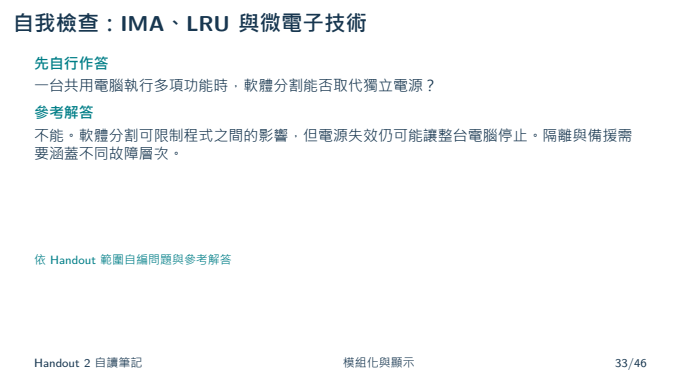 自我檢查：IMA、LRU 與微電子技術
先自行作答
一台共用電腦執行多項功能時，軟體分割能否取代獨立電源？
參考解答
不能。軟體分割可限制程式之間的影響，但電源失效仍可能讓整台電腦停止。隔離與備援需
要涵蓋不同故障層次。
依 Handout 範圍自編問題與參考解答
Handout 2 自讀筆記
模組化與顯示
33/46